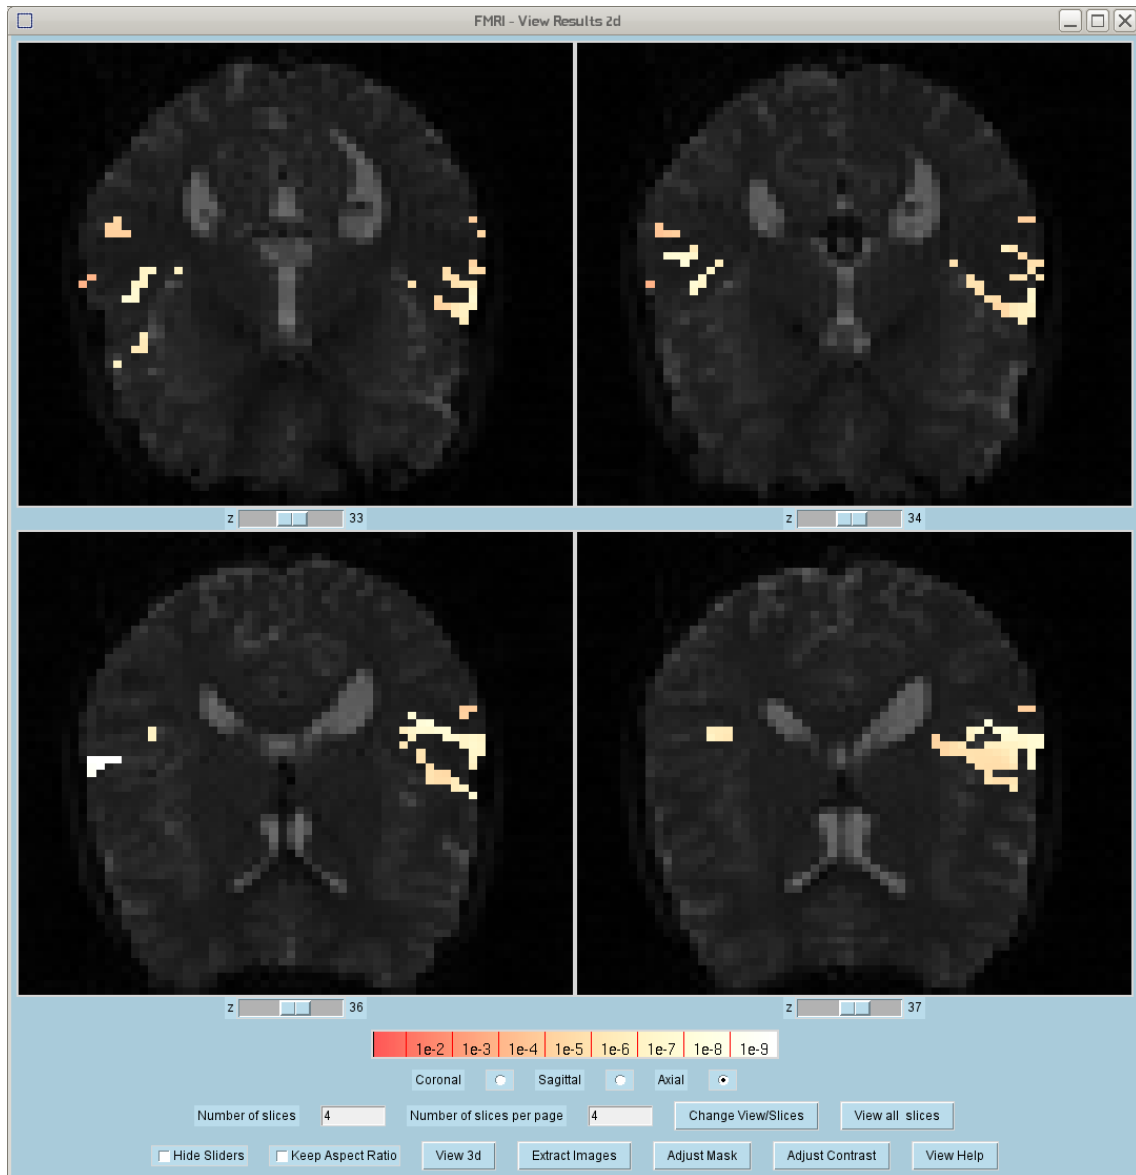 FMRI - View Results 2d
z 33
z 34
z 36
z 37
1e-2 1e-3 1e-4 1e-5 1e-6 1e-7 1e-8 1e-9
Coronal Sagittal Axial
Number of slices 4 Number of slices per page 4 Change View/Slices View all slices
Hide Sliders Keep Aspect Ratio View 3d Extract Images Adjust Mask Adjust Contrast View Help